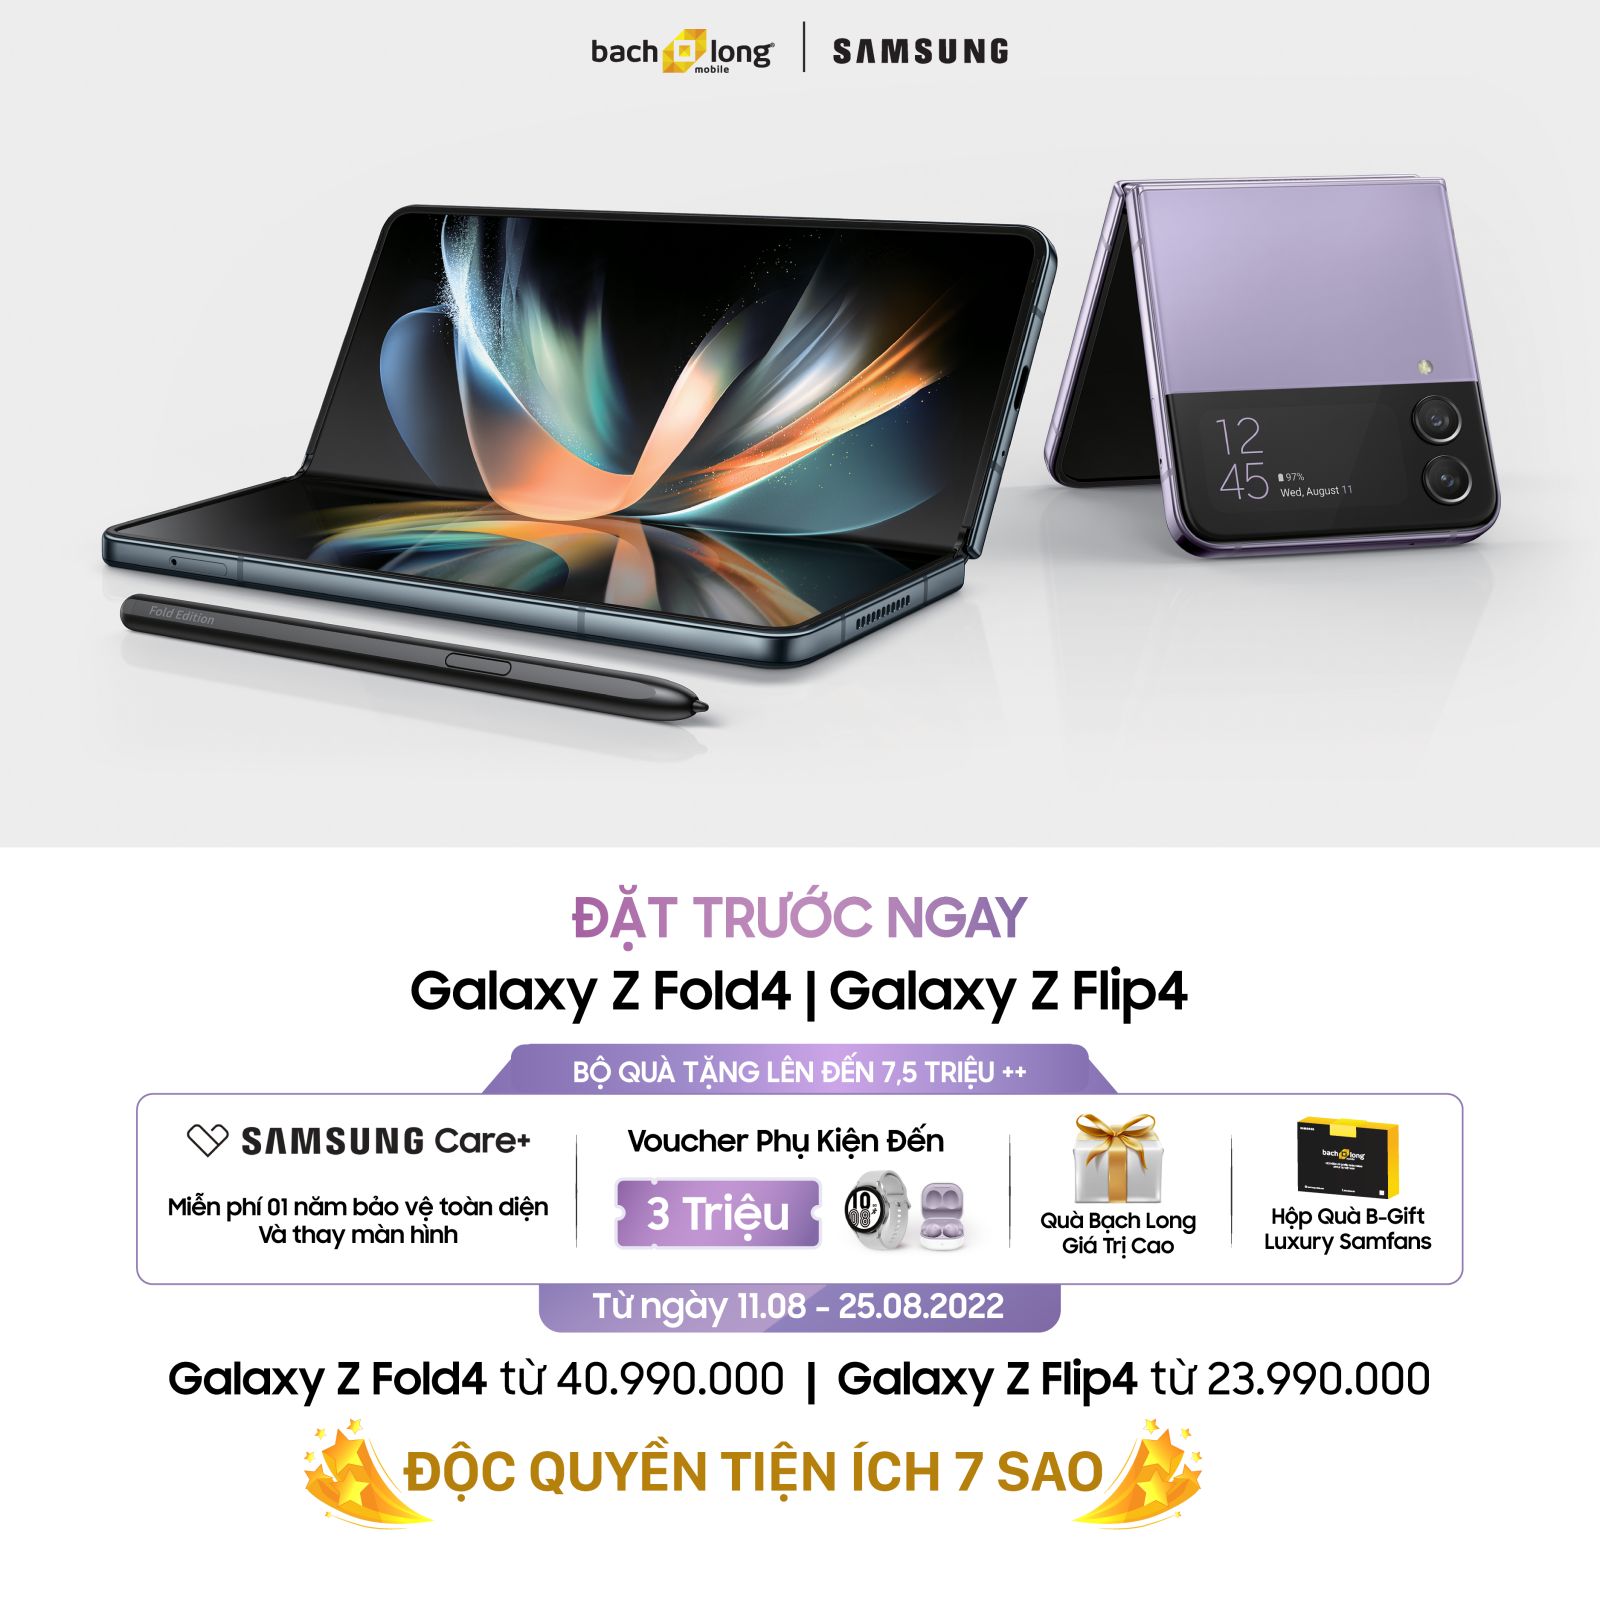 bach long
mobile
SAMSUNG
12
45
97%
Wed, August 11
Fold Edition
ĐẶT TRƯỚC NGAY
Galaxy Z Fold4 | Galaxy Z Flip4
BỘ QUÀ TẶNG LÊN ĐẾN 7,5 TRIỆU ++
SAMSUNG Care+
Miễn phí 01 năm bảo vệ toàn diện
Và thay màn hình
Voucher Phụ Kiện Đến
3 Triệu
10
08
Quà Bạch Long
Giá Trị Cao
bach long
Hộp Quà B-Gift
Luxury Samfans
Từ ngày 11.08 - 25.08.2022
Galaxy Z Fold4 từ 40.990.000 | Galaxy Z Flip4 từ 23.990.000
ĐỘC QUYỀN TIỆN ÍCH 7 SAO